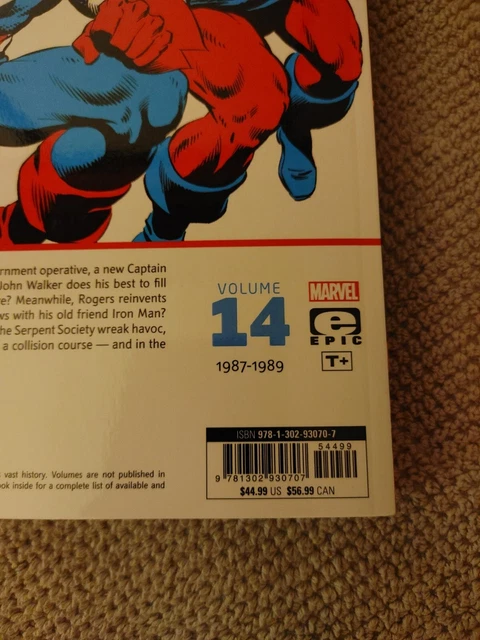 rnment operative, a new Captain
John Walker does his best to fill
e? Meanwhile, Rogers reinvents
ws with his old friend Iron Man?
he Serpent Society wreak havoc,
a collision course — and in the
VOLUME
14
1987-1989
MARVEL
e
EPIC
T+
vast history. Volumes are not published in
ook inside for a complete list of available and
ISBN 978-1-302-93070-7
54499
9 781302 930707
$44.99 US $56.99 CAN